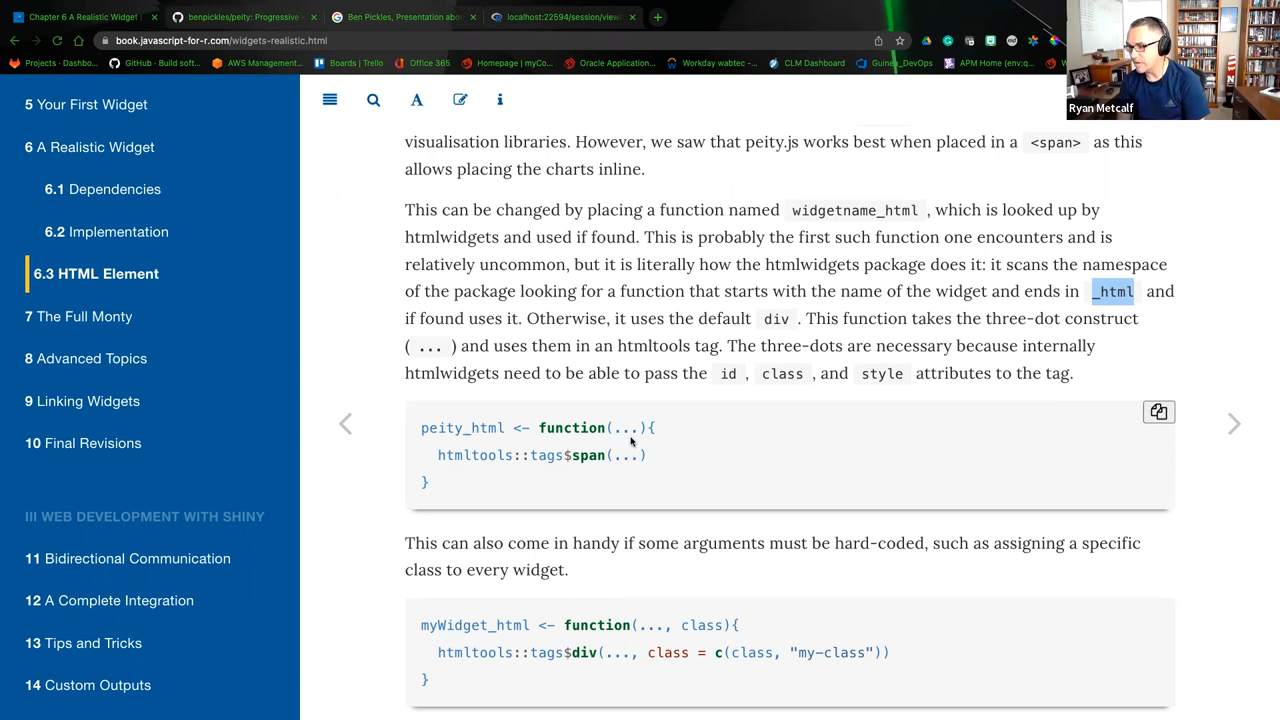 Chapter 6 A Realistic Widget |
benpickles/peity: Progressive
Ben Pickles, Presentation abou
localhost:22594/session/view
book.javascript-for-r.com/widgets-realistic.html
Projects · Dashbo...
GitHub · Build soft...
AWS Management...
Boards | Trello
Office 365
Homepage | myCo...
Oracle Application...
Workday wabtec -...
CLM Dashboard
Guinea_DevOps
APM Home (env:q...
Ryan Metcalf
5 Your First Widget
6 A Realistic Widget
6.1 Dependencies
6.2 Implementation
6.3 HTML Element
7 The Full Monty
8 Advanced Topics
9 Linking Widgets
10 Final Revisions
III WEB DEVELOPMENT WITH SHINY
11 Bidirectional Communication
12 A Complete Integration
13 Tips and Tricks
14 Custom Outputs
visualisation libraries. However, we saw that peity.js works best when placed in a <span> as this
allows placing the charts inline.
This can be changed by placing a function named widgetname_html , which is looked up by
htmlwidgets and used if found. This is probably the first such function one encounters and is
relatively uncommon, but it is literally how the htmlwidgets package does it: it scans the namespace
of the package looking for a function that starts with the name of the widget and ends in _html and
if found uses it. Otherwise, it uses the default div . This function takes the three-dot construct
( ... ) and uses them in an htmltools tag. The three-dots are necessary because internally
htmlwidgets need to be able to pass the id , class , and style attributes to the tag.
peity_html <- function(...){
htmltools::tags$span(...)
}
This can also come in handy if some arguments must be hard-coded, such as assigning a specific
class to every widget.
myWidget_html <- function(..., class){
htmltools::tags$div(..., class = c(class, "my-class"))
}